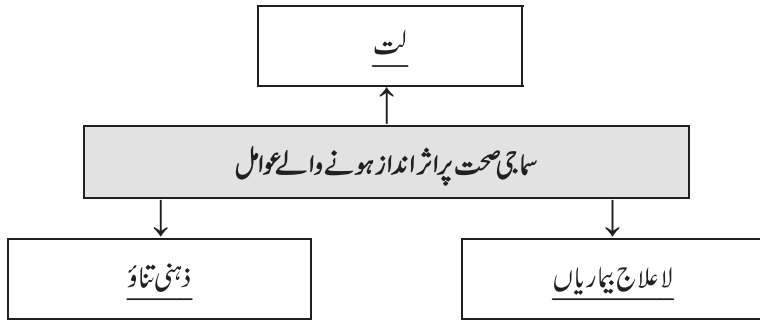 لت
سماجی صحت پر اثر انداز ہونے والے عوامل
لاعلاج بیماریاں
ذہنی تناؤ